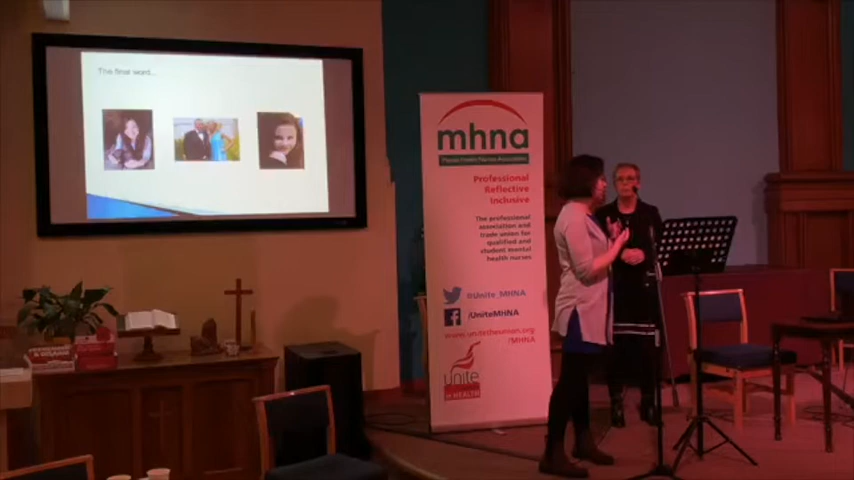 The final word...
mhna
Mental Health Nurses Association
Professional
Reflective
Inclusive
The professional
association and
trade union for
qualified and
student mental
health nurses
@Unite_MHNA
/UniteMHNA
www.unitetheunion.org
/MHNA
Unite
in HEALTH